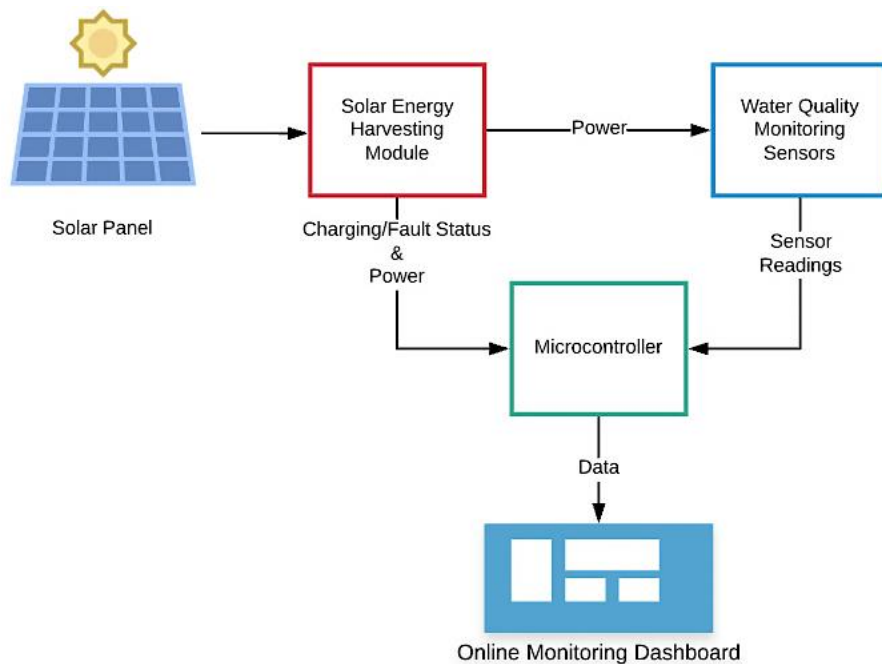 Solar Energy
Harvesting
Module
Water Quality
Monitoring
Sensors
Power
Solar Panel
Charging/Fault Status
&
Power
Sensor
Readings
Microcontroller
Data
Online Monitoring Dashboard